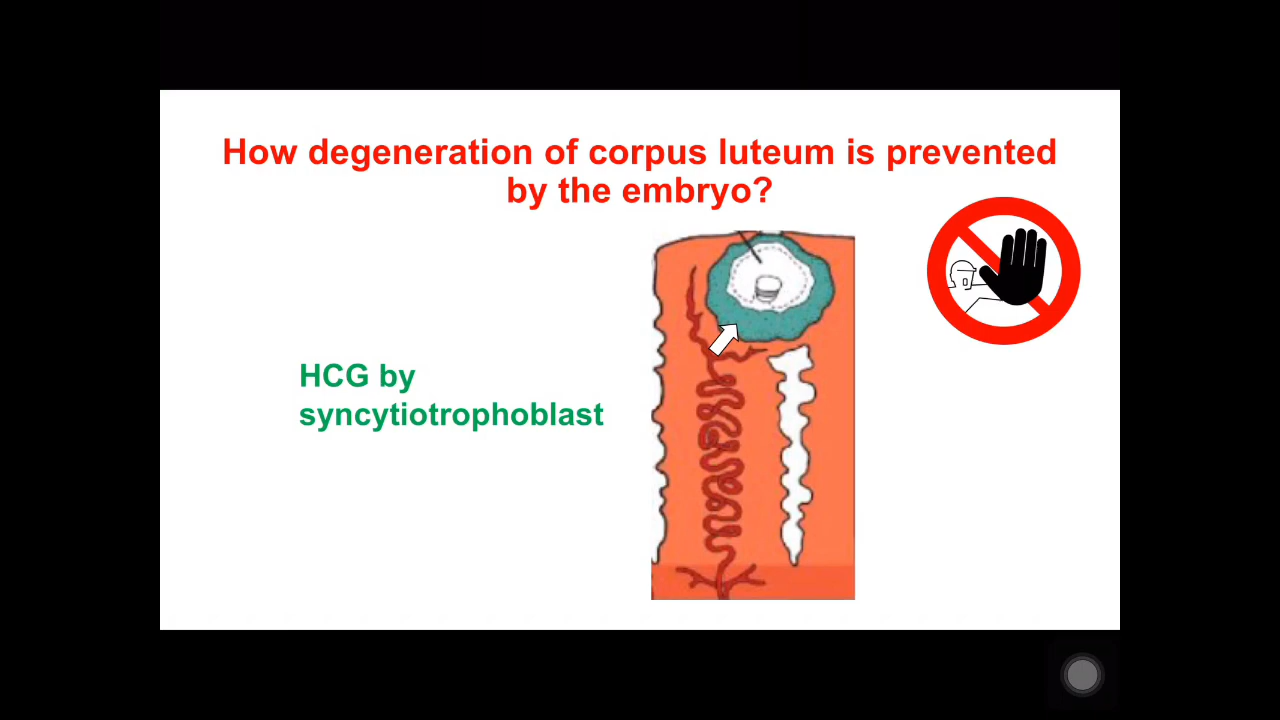 How degeneration of corpus luteum is prevented
by the embryo?
HCG by
syncytiotrophoblast